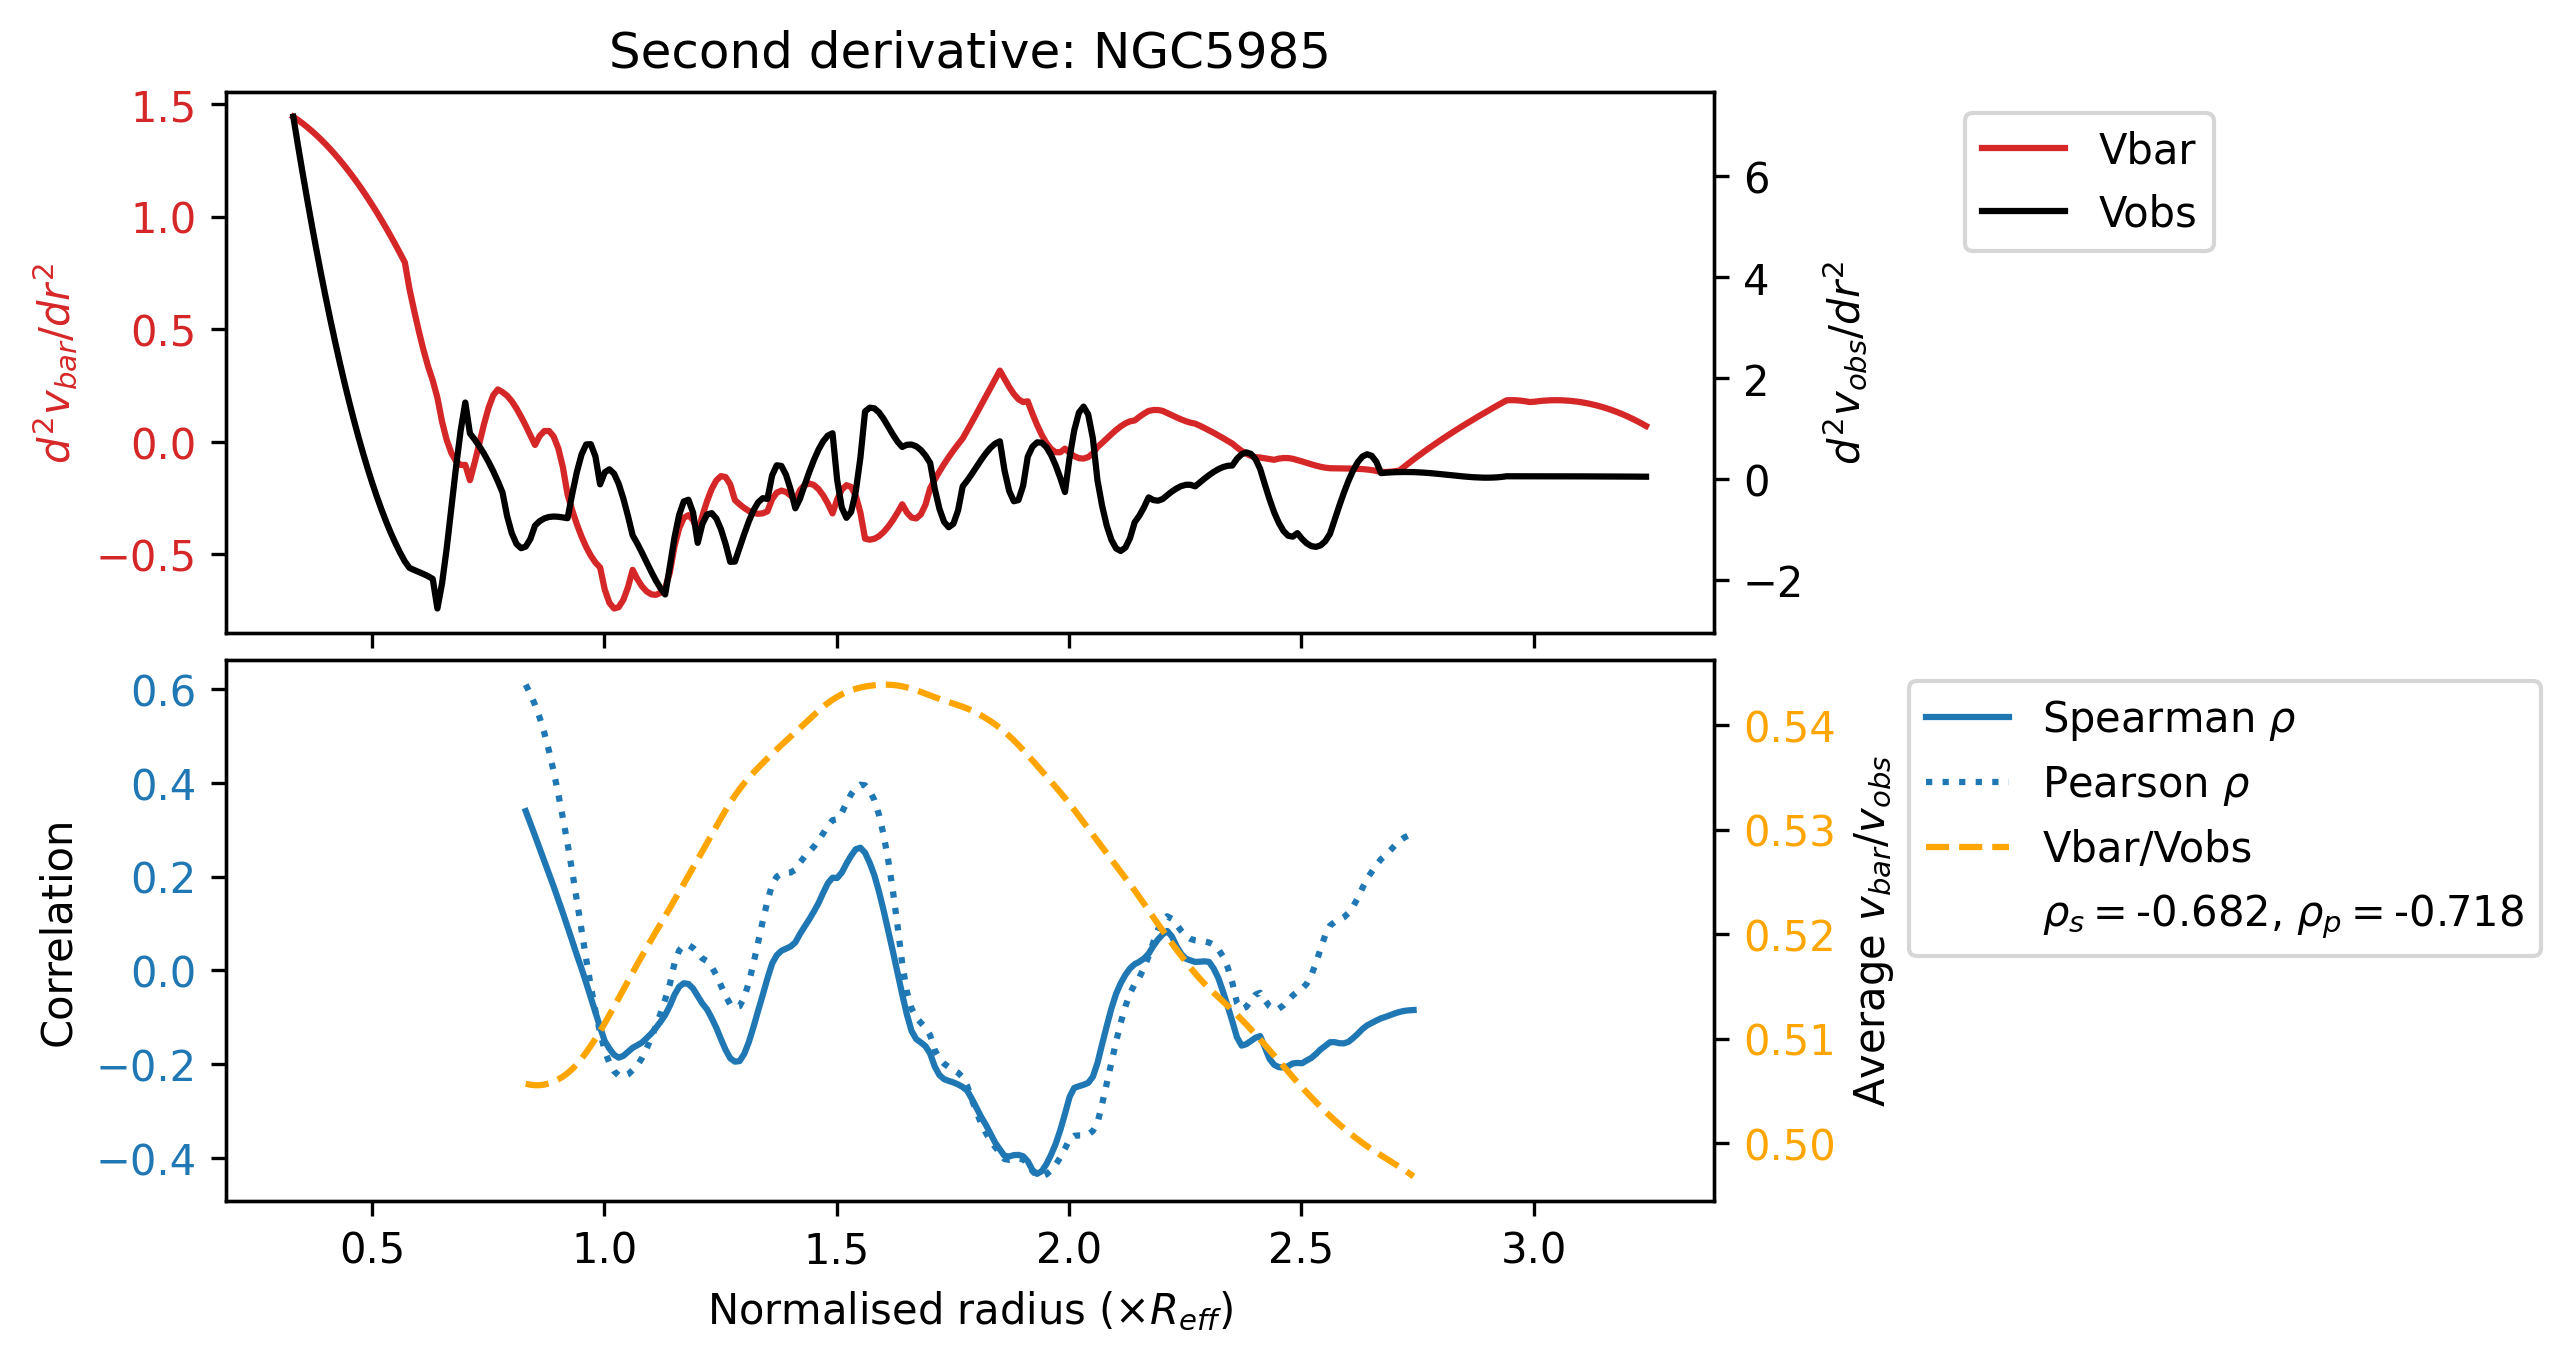 Second derivative: NGC5985
1.5
1.0
0.5
0.0
−0.5
d²v_bar/dr²
6
4
2
0
−2
d²v_obs/dr²
Vbar
Vobs
0.6
0.4
0.2
0.0
−0.2
−0.4
Correlation
0.54
0.53
0.52
0.51
0.50
Average v_bar/v_obs
Spearman ρ
Pearson ρ
Vbar/Vobs
ρ_s = -0.682, ρ_p = -0.718
0.5
1.0
1.5
2.0
2.5
3.0
Normalised radius (×R_eff)